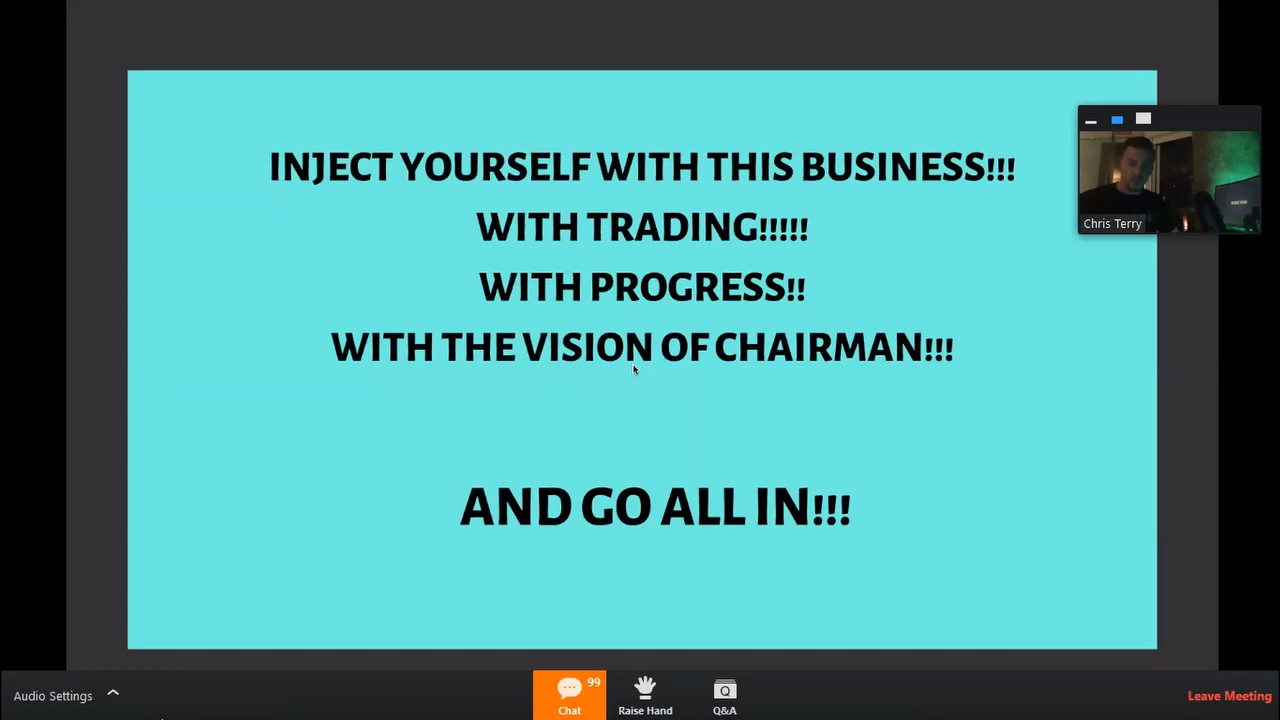 INJECT YOURSELF WITH THIS BUSINESS!!!
WITH TRADING!!!!!
WITH PROGRESS!!
WITH THE VISION OF CHAIRMAN!!!
AND GO ALL IN!!!
Chris Terry
Audio Settings
99
Chat
Raise Hand
Q
Q&A
Leave Meeting